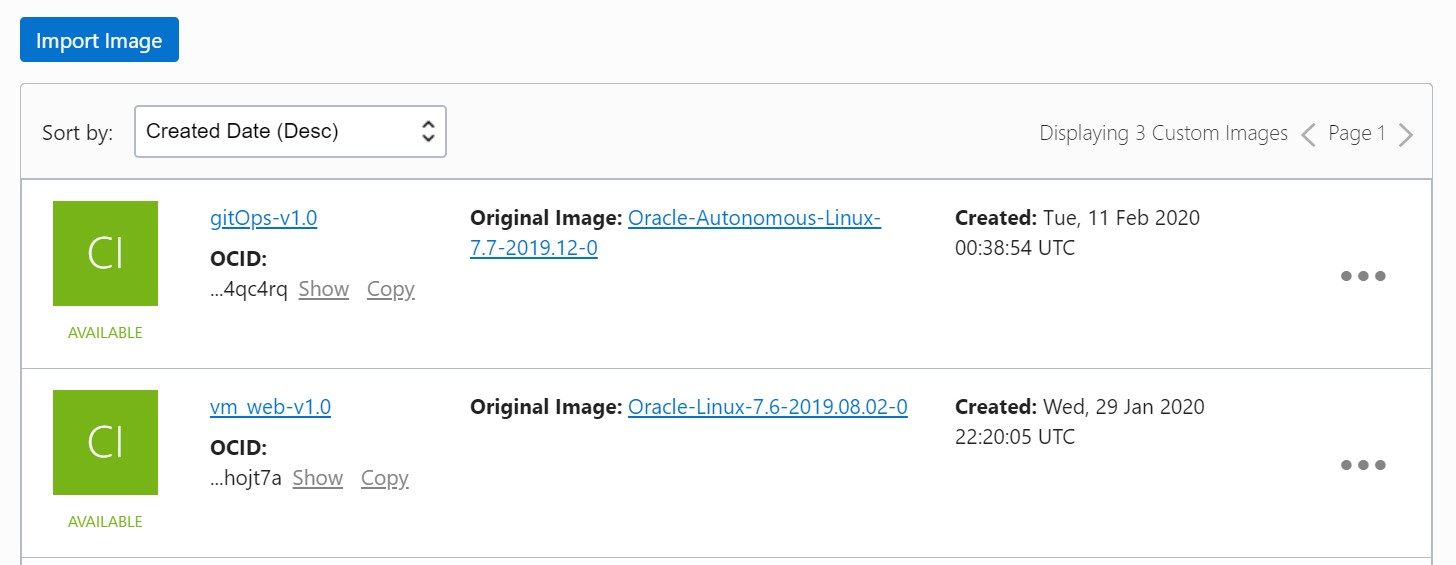 Import Image
Sort by: Created Date (Desc) Displaying 3 Custom Images Page 1
CI
AVAILABLE
gitOps-v1.0
OCID:
...4qc4rq Show Copy
Original Image: Oracle-Autonomous-Linux-
7.7-2019.12-0
Created: Tue, 11 Feb 2020
00:38:54 UTC
CI
AVAILABLE
vm_web-v1.0
OCID:
...hojt7a Show Copy
Original Image: Oracle-Linux-7.6-2019.08.02-0
Created: Wed, 29 Jan 2020
22:20:05 UTC